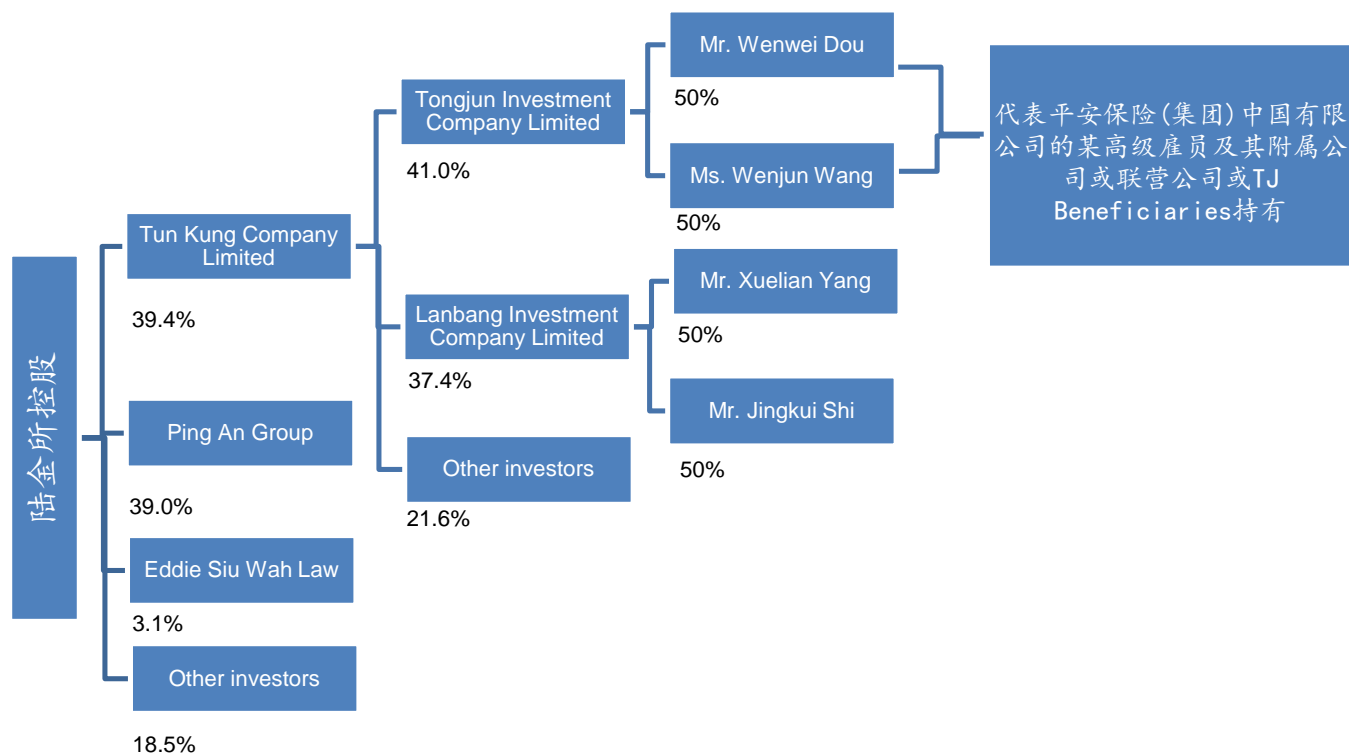 陆金所控股
Tun Kung Company
Limited
39.4%
Ping An Group
39.0%
Eddie Siu Wah Law
3.1%
Other investors
18.5%
Tongjun Investment
Company Limited
41.0%
Lanbang Investment
Company Limited
37.4%
Other investors
21.6%
Mr. Wenwei Dou
50%
Ms. Wenjun Wang
50%
Mr. Xuelian Yang
50%
Mr. Jingkui Shi
50%
代表平安保险(集团)中国有限
公司的某高级雇员及其附属公
司或联营公司或TJ
Beneficiaries持有